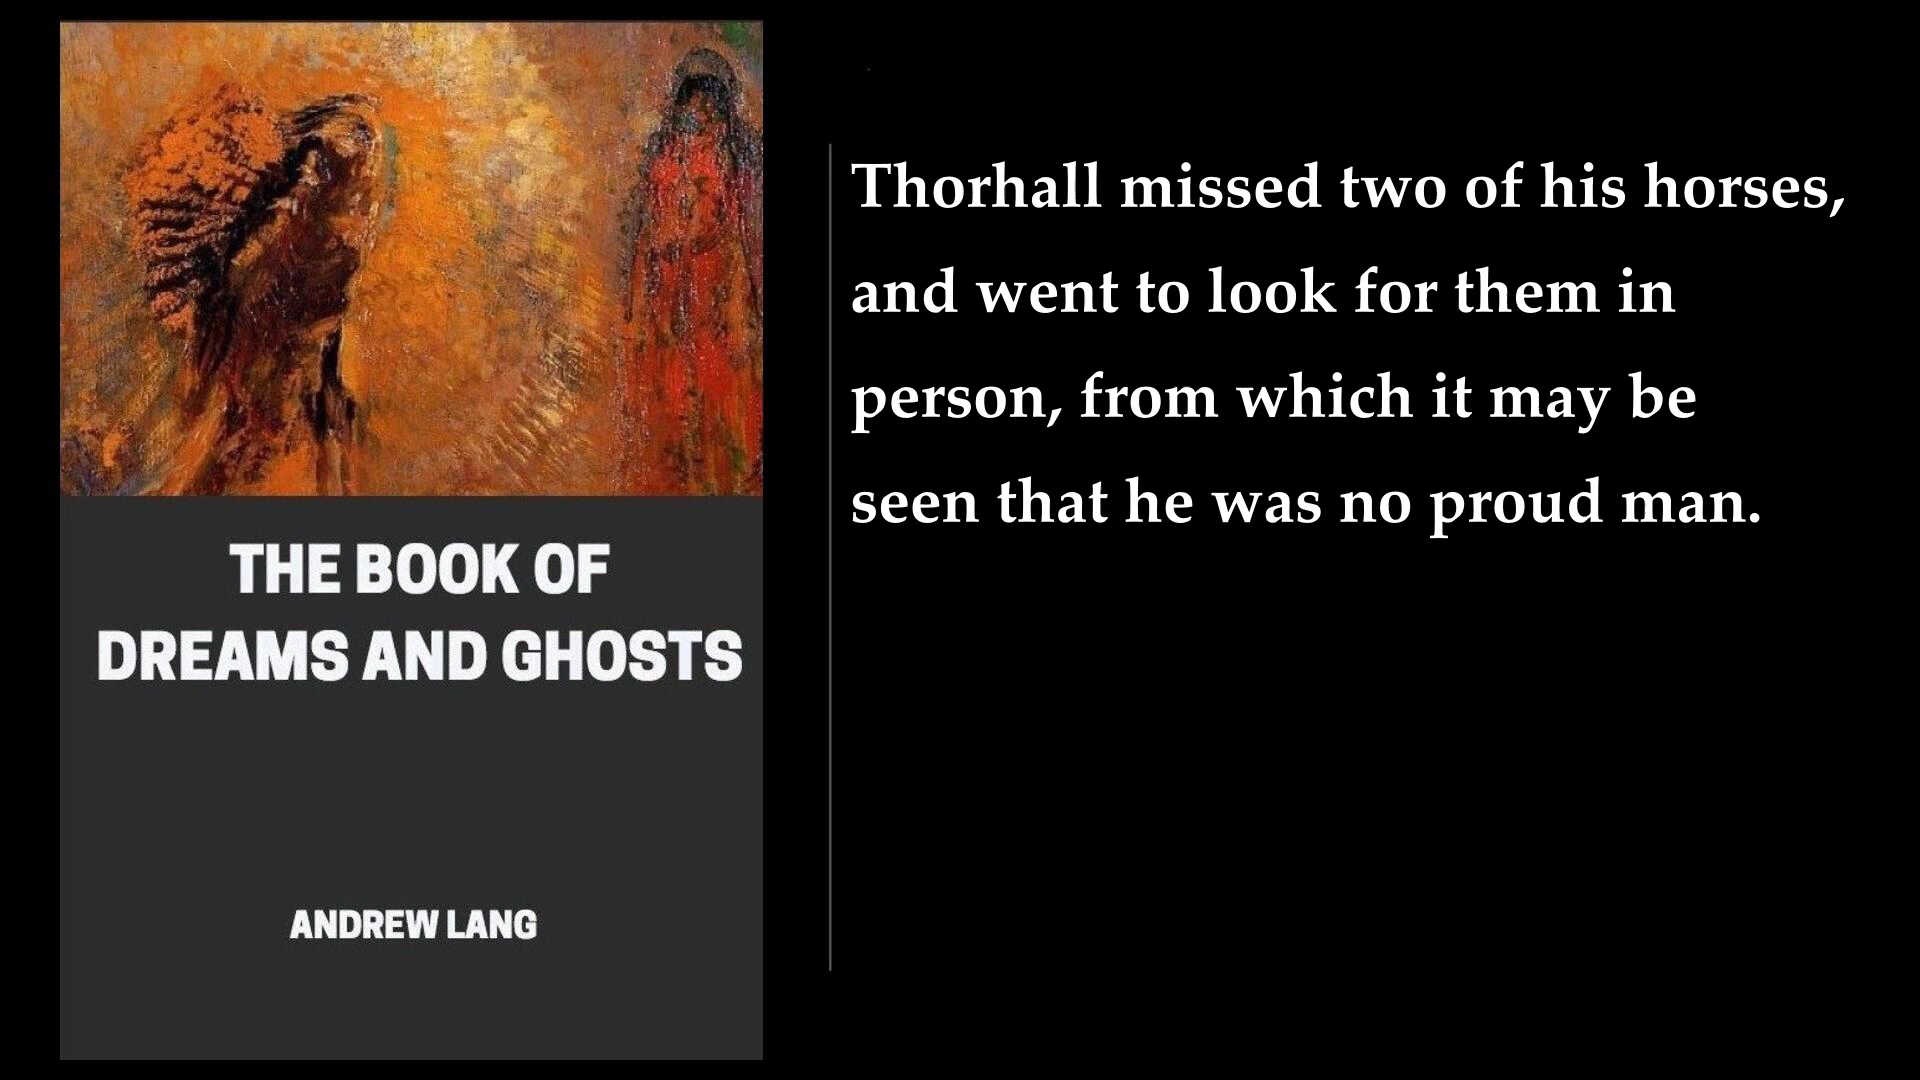 THE BOOK OF
DREAMS AND GHOSTS
ANDREW LANG
Thorhall missed two of his horses,
and went to look for them in
person, from which it may be
seen that he was no proud man.